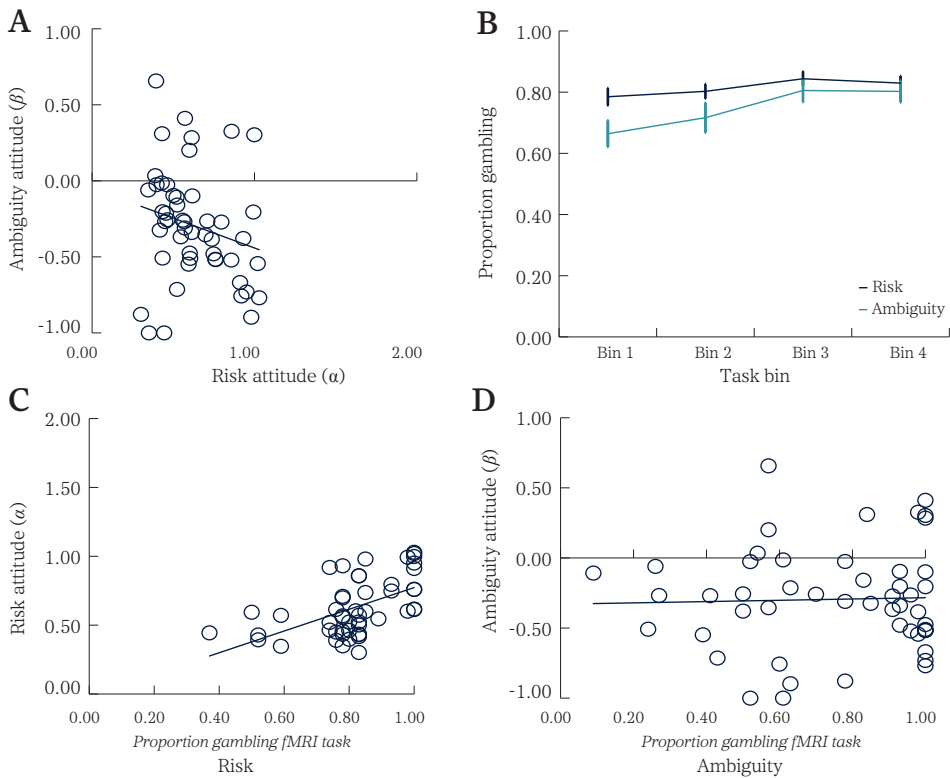 A
1.00
0.50
0.00
-0.50
-1.00
Ambiguity attitude (β)
0.00 1.00 2.00
Risk attitude (α)
B
1.00
0.80
0.60
0.40
0.20
0.00
Proportion gambling
Risk
Ambiguity
Bin 1 Bin 2 Bin 3 Bin 4
Task bin
C
2.00
1.50
1.00
0.50
0.00
Risk attitude (α)
0.00 0.20 0.40 0.60 0.80 1.00
Proportion gambling fMRI task
Risk
D
1.00
0.50
0.00
-0.50
-1.00
Ambiguity attitude (β)
0.00 0.20 0.40 0.60 0.80 1.00
Proportion gambling fMRI task
Ambiguity